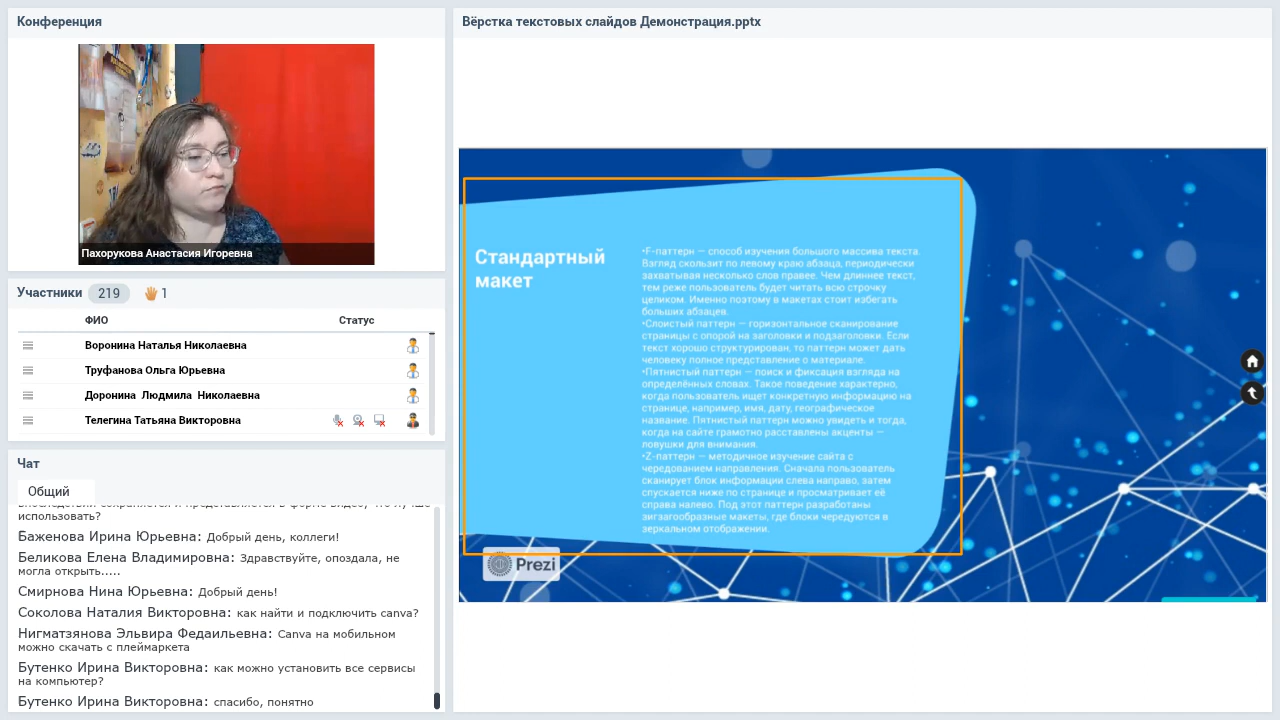 Конференция
Пахорукова Анастасия Игоревна
Участники 219 1
ФИО Статус
Воронина Наталья Николаевна
Труфанова Ольга Юрьевна
Доронина Людмила Николаевна
Телегина Татьяна Викторовна
Чат
Общий
использовать?
Баженова Ирина Юрьевна: Добрый день, коллеги!
Беликова Елена Владимировна: Здравствуйте, опоздала, не
могла открыть.....
Смирнова Нина Юрьевна: Добрый день!
Соколова Наталия Викторовна: как найти и подключить canva?
Нигматзянова Эльвира Федаильевна: Canva на мобильном
можно скачать с плеймаркета
Бутенко Ирина Викторовна: как можно установить все сервисы
на компьютер?
Бутенко Ирина Викторовна: спасибо, понятно
Вёрстка текстовых слайдов Демонстрация.pptx
Стандартный
макет
•F-паттерн — способ изучения большого массива текста.
Взгляд скользит по левому краю абзаца, периодически
захватывая несколько слов правее. Чем длиннее текст,
тем реже пользователь будет читать всю строчку
целиком. Именно поэтому в макетах стоит избегать
больших абзацев.
•Слоистый паттерн — горизонтальное сканирование
страницы с опорой на заголовки и подзаголовки. Если
текст хорошо структурирован, то паттерн может дать
человеку полное представление о материале.
•Пятнистый паттерн — поиск и фиксация взгляда на
определённых словах. Такое поведение характерно,
когда пользователь ищет конкретную информацию на
странице, например, имя, дату, географическое
название. Пятнистый паттерн можно увидеть и тогда,
когда на сайте грамотно расставлены акценты —
ловушки для внимания.
•Z-паттерн — методичное изучение сайта с
чередованием направления. Сначала пользователь
сканирует блок информации слева направо, затем
спускается ниже по странице и просматривает её
справа налево. Под этот паттерн разработаны
зигзагообразные макеты, где блоки чередуются в
зеркальном отображении.
Prezi